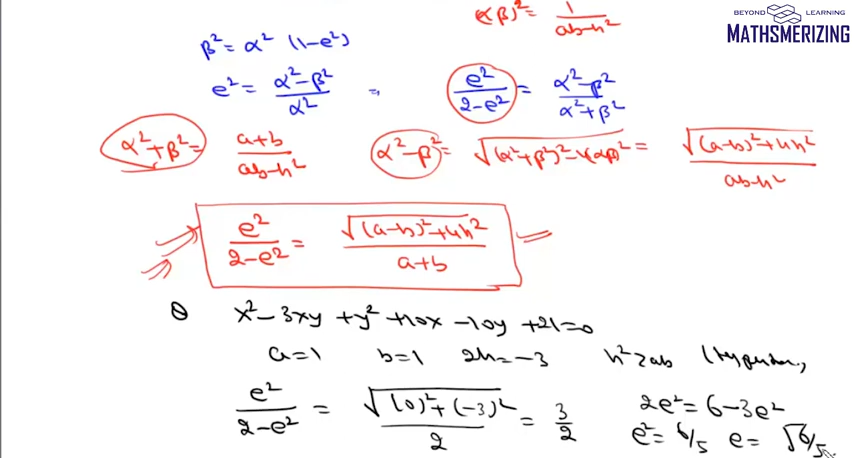 BEYOND LEARNING
MATHSMERIZING
(αβ)² = 1/(ab-h²)
β² = α² (1-e²)
e² = (α²-β²)/α² = e²/(2-e²) = (α²-β²)/(α²+β²)
α²+β² = (a+b)/(ab-h²) α²-β² = √((α²+β²)²-4(αβ)²) = √((a-b)²+4h²)/(ab-h²)
e²/(2-e²) = √((a-b)²+4h²)/(a+b)
Q x²-3xy+y²+10x-10y+21=0
a=1 b=1 2h=-3 h²>ab
e²/(2-e²) = √((0)²+(-3)²)/2 = 3/2 2e²=6-3e²
e²=6/5 e=√6/5